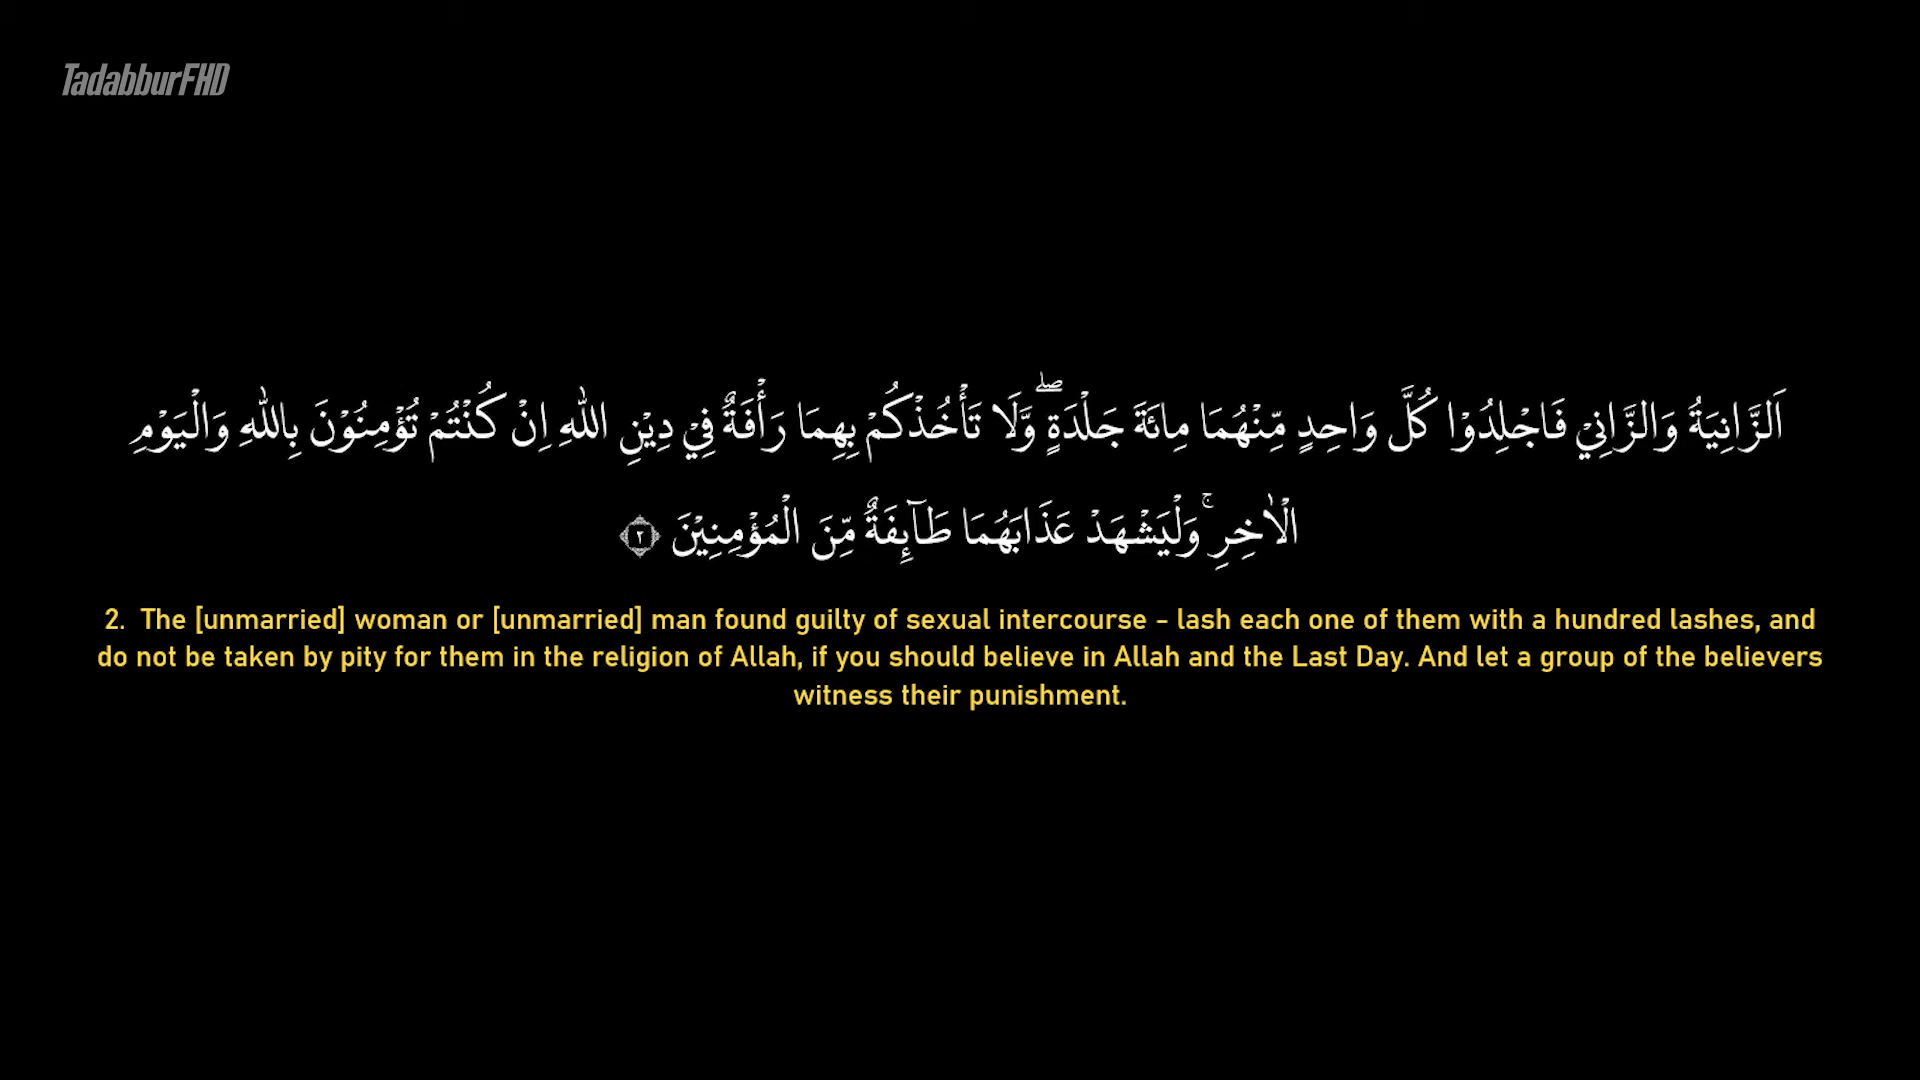 TadabburFHD
اَلزَّانِيَةُ وَالزَّانِيْ فَاجْلِدُوْا كُلَّ وَاحِدٍ مِّنْهُمَا مِائَةَ جَلْدَةٍ ۖوَّلَا تَأْخُذْكُمْ بِهِمَا رَأْفَةٌ فِيْ دِيْنِ اللّٰهِ اِنْ كُنْتُمْ تُؤْمِنُوْنَ بِاللّٰهِ وَالْيَوْمِ
الْاٰخِرِۚ وَلْيَشْهَدْ عَذَابَهُمَا طَاۤىِٕفَةٌ مِّنَ الْمُؤْمِنِيْنَ ٢
2. The [unmarried] woman or [unmarried] man found guilty of sexual intercourse - lash each one of them with a hundred lashes, and
do not be taken by pity for them in the religion of Allah, if you should believe in Allah and the Last Day. And let a group of the believers
witness their punishment.